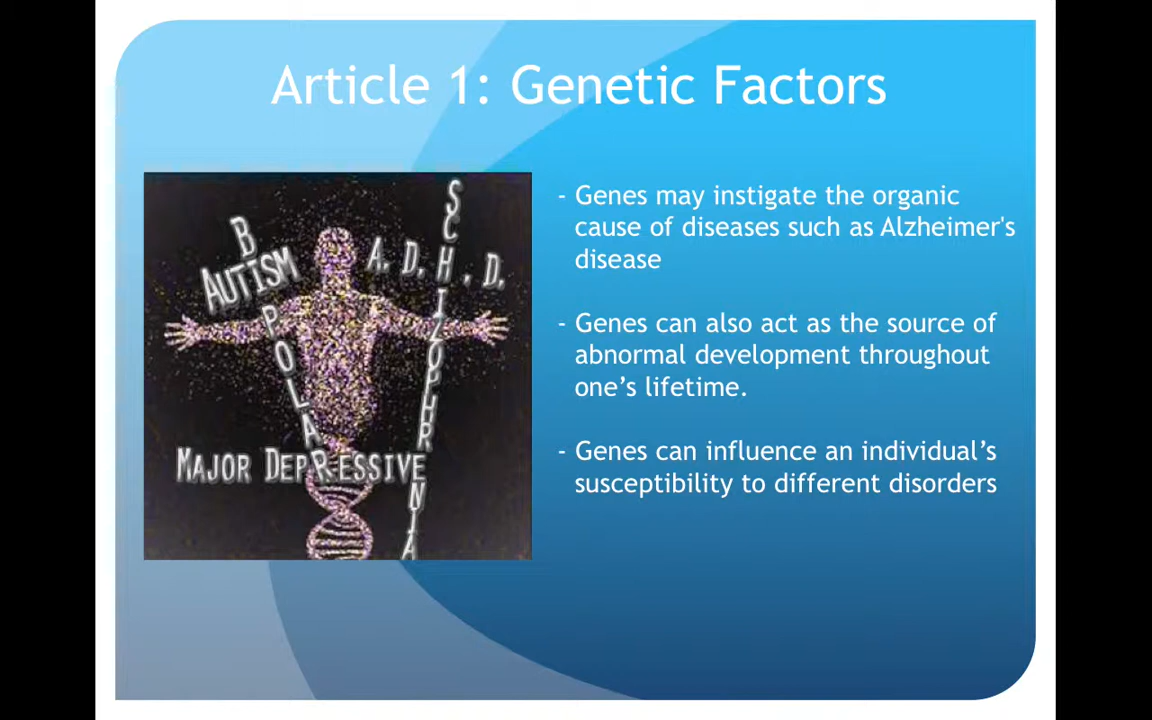 Article 1: Genetic Factors
BIPOLAR
AUTISM
A. D. H. D.
SCHIZOPHRENIA
MAJOR DEPRESSIVE
- Genes may instigate the organic
cause of diseases such as Alzheimer's
disease
- Genes can also act as the source of
abnormal development throughout
one’s lifetime.
- Genes can influence an individual’s
susceptibility to different disorders